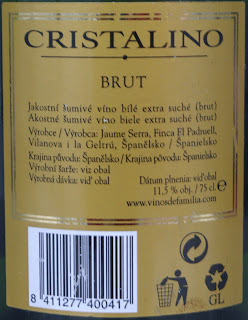 CRISTALINO
BRUT
Jakostní šumivé víno bílé extra suché (brut)
Akostné šumivé víno biele extra suché (brut)
Výrobce / Výrobca: Jaume Serra, Finca El Padruell,
Vilanova i la Geltrú, Španělsko / Španielsko
Krajina původu: Španělsko / Krajina pôvodu: Španielsko
Výrobní šarže: viz obal
Výrobná dávka: viď obal
Dátum plnenia: viď obal
11,5 % obj. / 75 cl. e
www.vinosdefamilia.com
8 411277 400417
GL